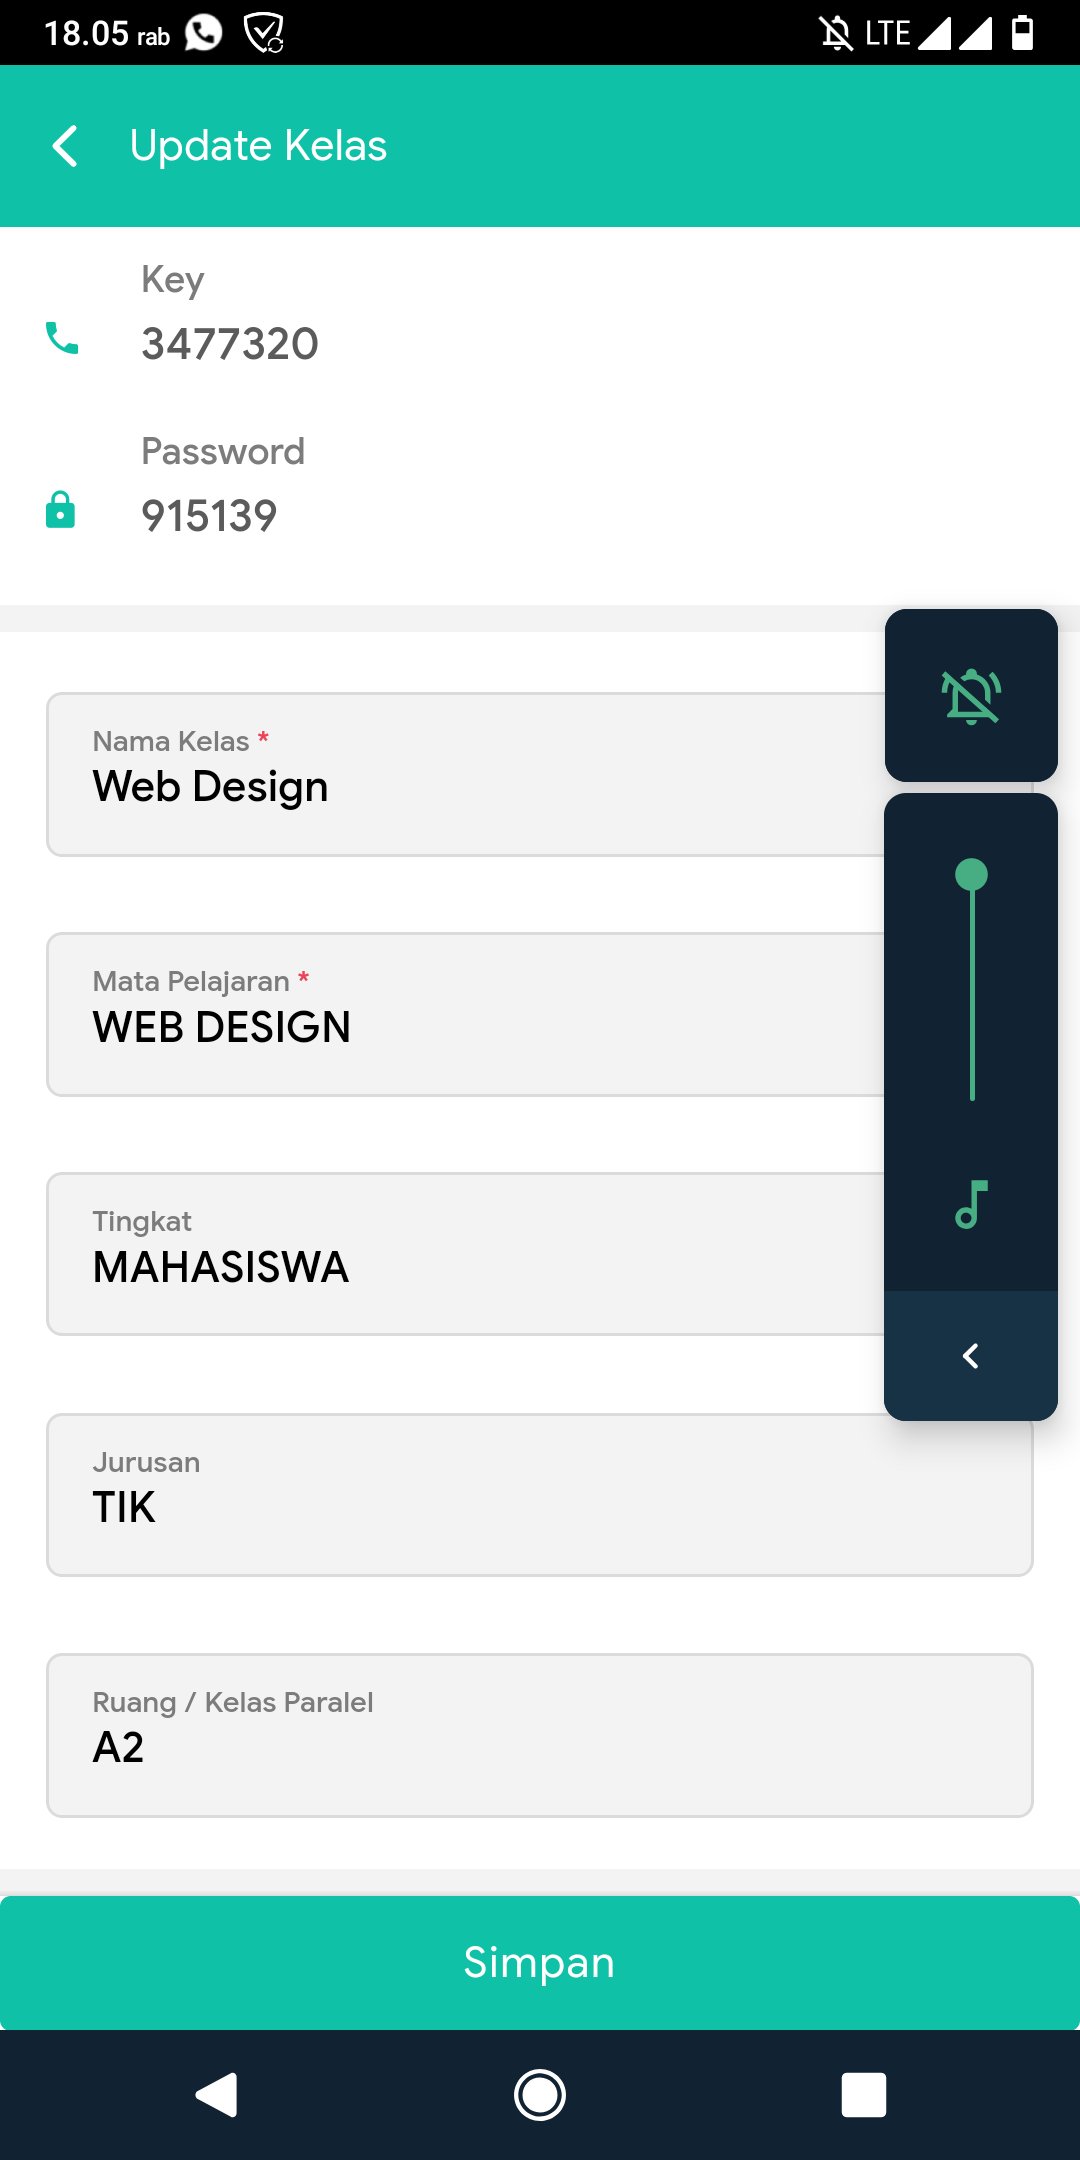 18.05 rab LTE
Update Kelas
Key
3477320
Password
915139
Nama Kelas *
Web Design
Mata Pelajaran *
WEB DESIGN
Tingkat
MAHASISWA
Jurusan
TIK
Ruang / Kelas Paralel
A2
Simpan